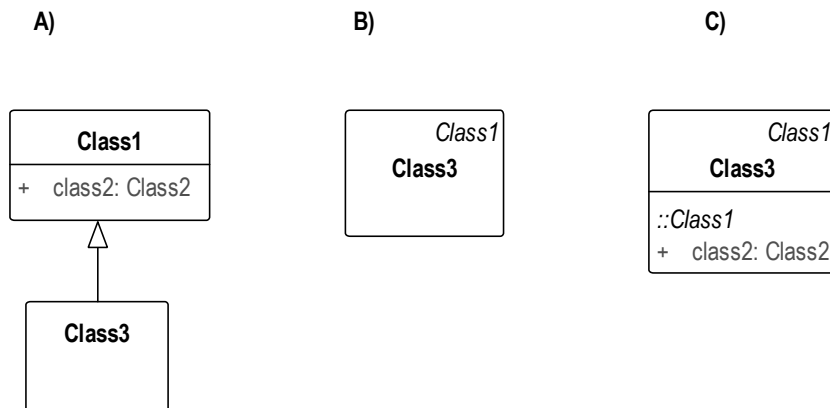 A)
B)
C)
Class1
+ class2: Class2
Class3
Class1
Class3
Class1
Class3
::Class1
+ class2: Class2